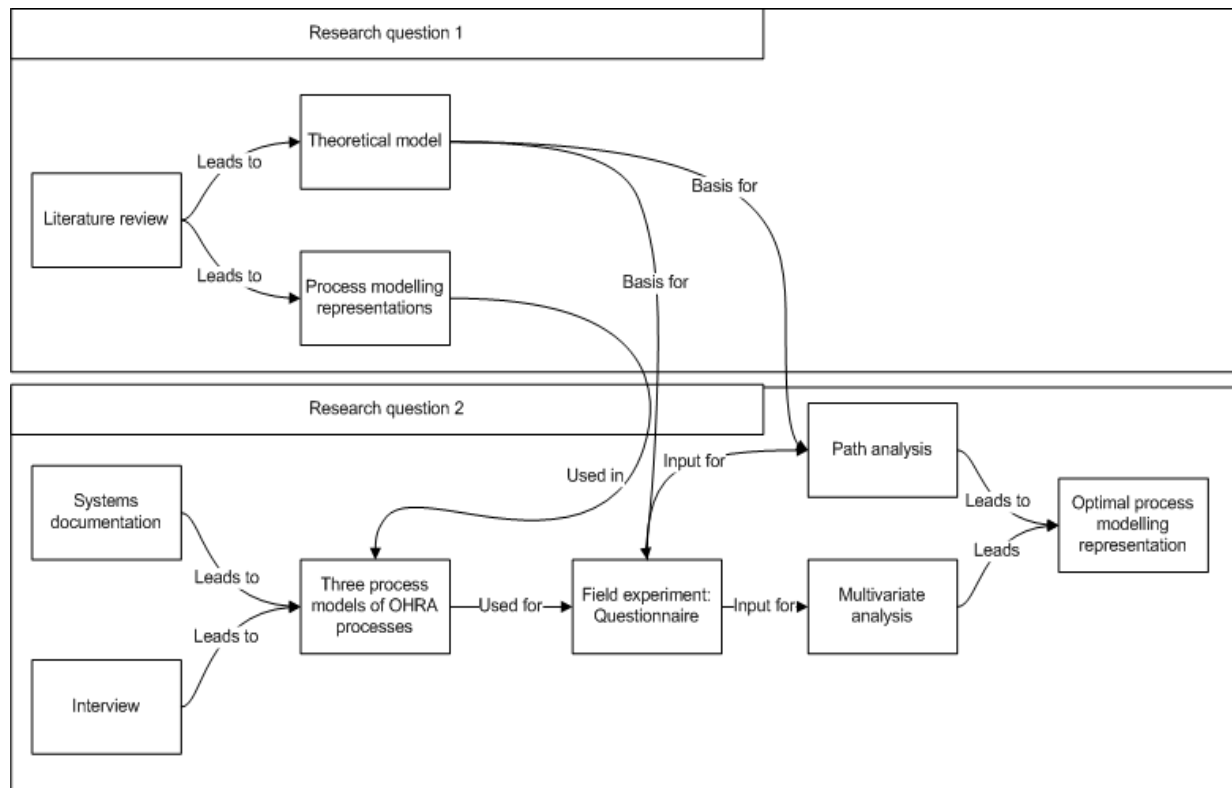 Research question 1
Theoretical model
Leads to
Basis for
Literature review
Leads to
Process modelling
representations
Basis for
Research question 2
Path analysis
Input for
Used in
Systems
documentation
Leads to
Optimal process
modelling
representation
Leads to
Three process
models of OHRA
processes
Used for
Field experiment:
Questionnaire
Input for
Multivariate
analysis
Leads
Leads to
Interview